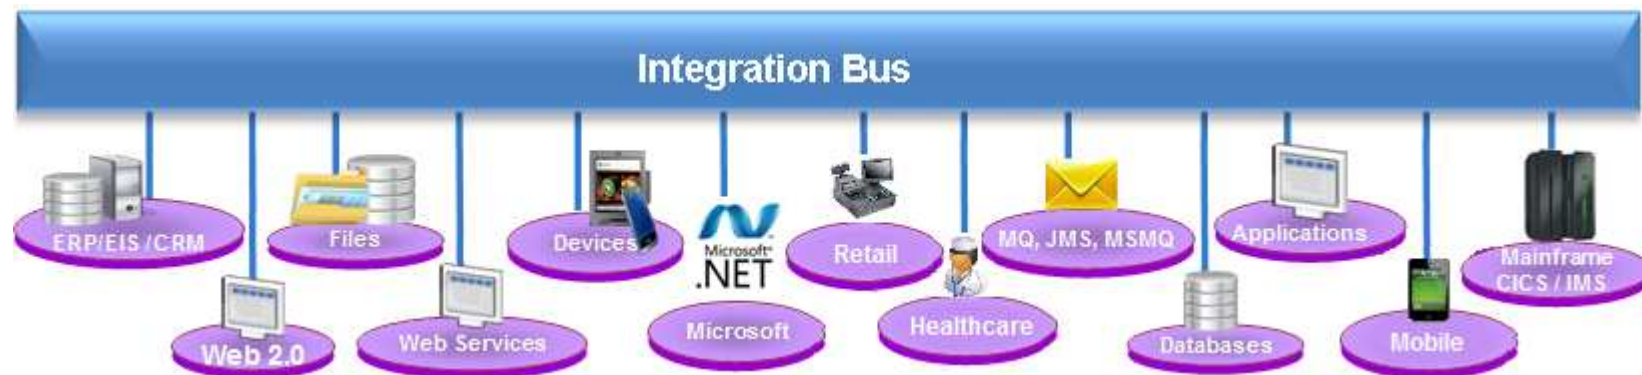 Integration Bus
ERP/EIS /CRM
Files
Devices
Microsoft®
.NET
Retail
MQ, JMS, MSMQ
Applications
Mainframe
CICS / IMS
Web 2.0
Web Services
Microsoft
Healthcare
Databases
Mobile